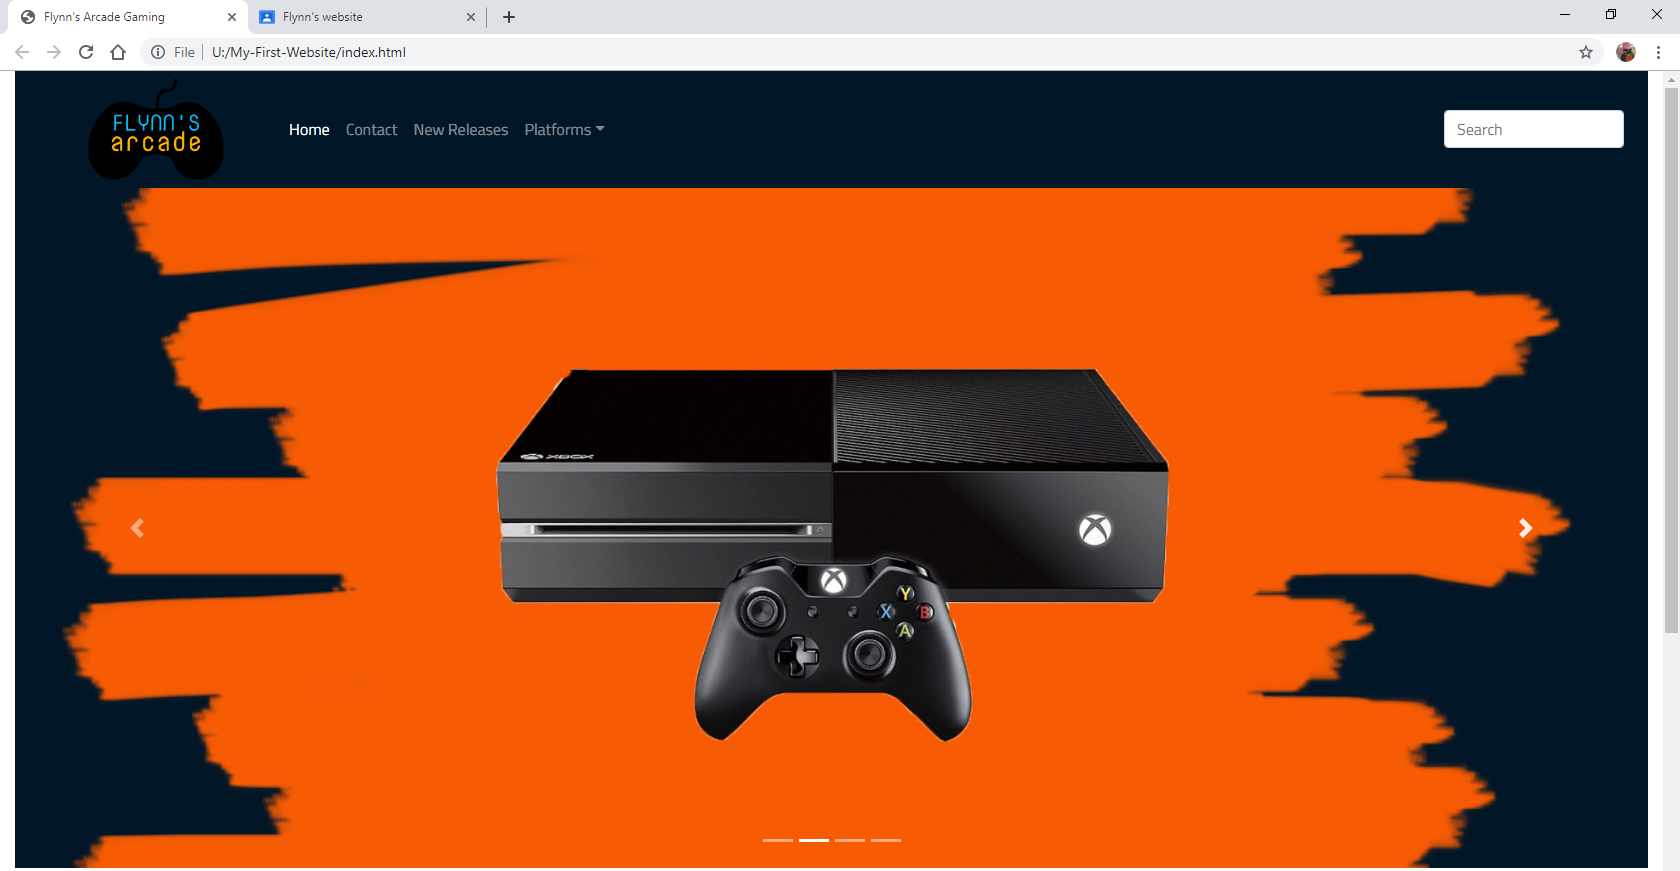 Flynn's Arcade Gaming
Flynn's website
File
U:/My-First-Website/index.html
FLYNN'S
arcade
Home
Contact
New Releases
Platforms
Search
XBOX
Y
X
B
A